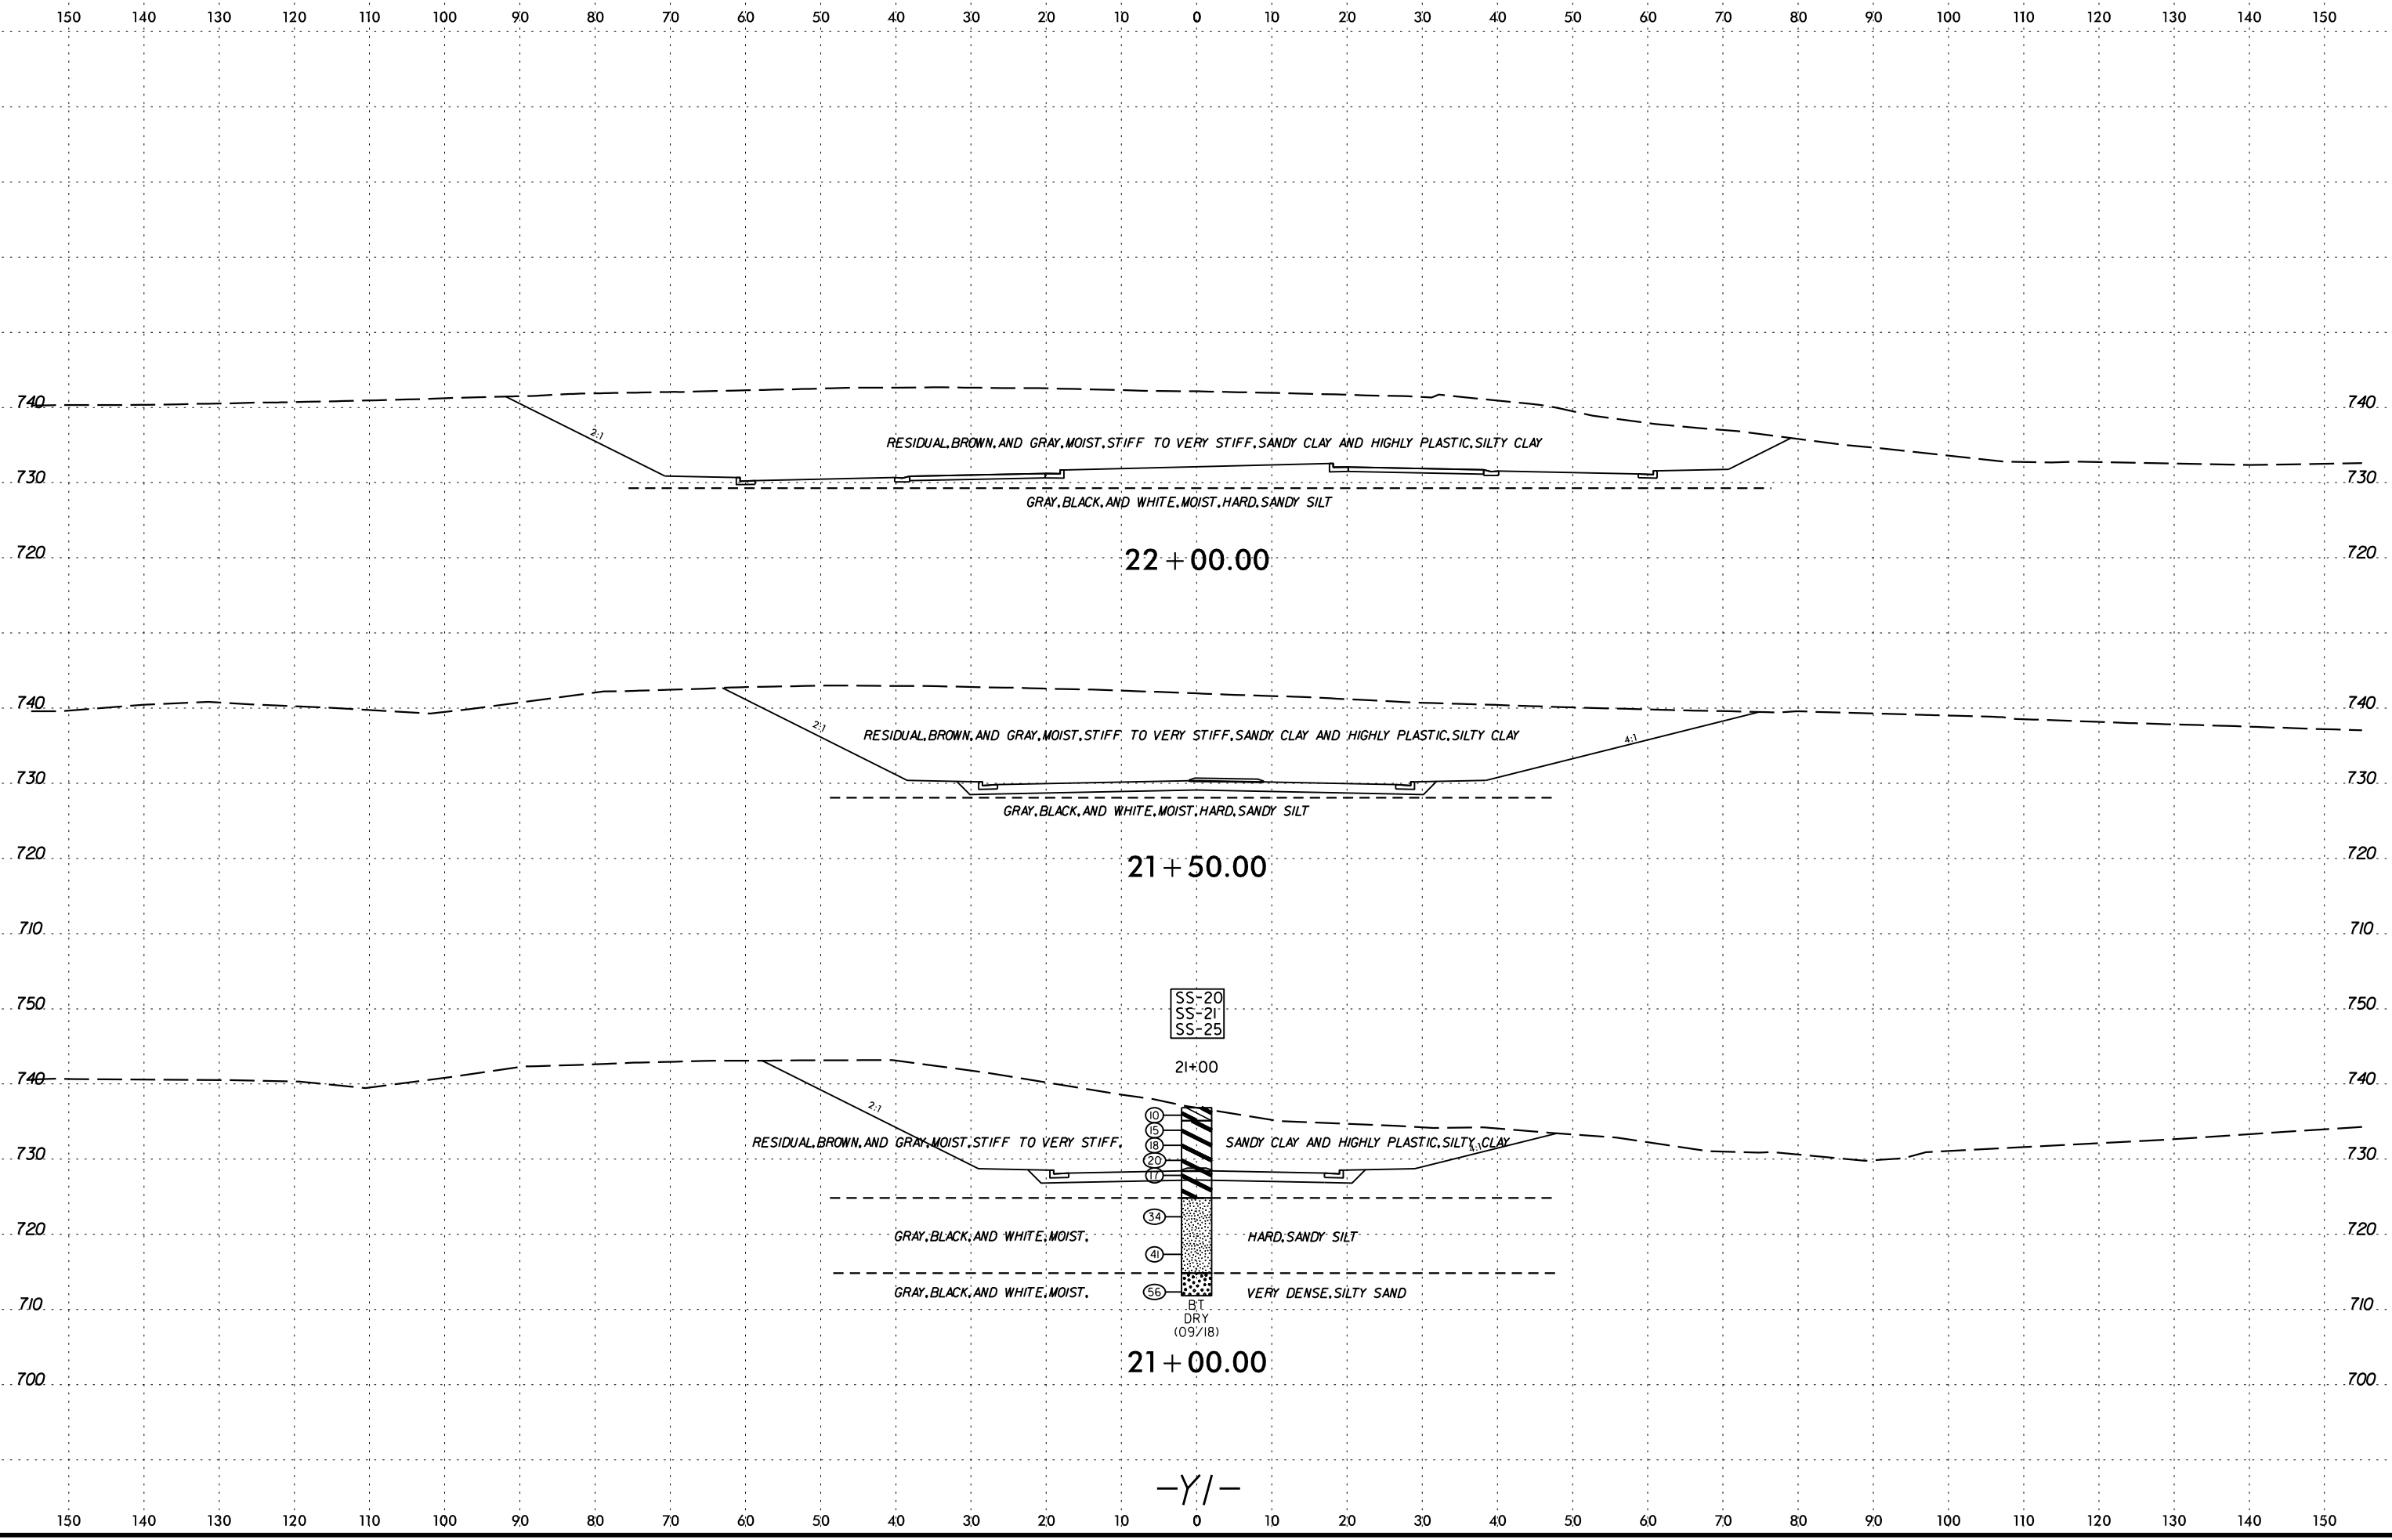 150 140 130 120 110 90 100 80 70 60 50 40 30 20 10 0 10 20 30 40 50 60 70 80 90 100 110 120 130 140 150
740 740
2:1
RESIDUAL,BROWN,AND GRAY,MOIST,STIFF TO VERY STIFF,SANDY CLAY AND HIGHLY PLASTIC,SILTY CLAY
730 730
GRAY,BLACK,AND WHITE,MOIST,HARD,SANDY SILT
720 720
22+00.00
740 740
2:1 4:1
RESIDUAL,BROWN,AND GRAY,MOIST,STIFF TO VERY STIFF,SANDY CLAY AND HIGHLY PLASTIC,SILTY CLAY
730 730
GRAY,BLACK,AND WHITE,MOIST,HARD,SANDY SILT
720 720
21+50.00
710 710
SS-20
750 750
SS-21
SS-25
21+00
740 740
2:1
10
15
RESIDUAL,BROWN,AND GRAY,MOIST,STIFF TO VERY STIFF, SANDY CLAY AND HIGHLY PLASTIC,SILTY CLAY
18 4:1
730 20 730
17
34
720 720
GRAY,BLACK,AND WHITE,MOIST, HARD,SANDY SILT
41
GRAY,BLACK,AND WHITE,MOIST, 56 VERY DENSE,SILTY SAND
710 BT 710
DRY
(09/18)
21+00.00
700 700
-Y1-
150 140 130 120 110 100 90 80 70 60 50 40 30 20 10 0 10 20 30 40 50 60 70 80 90 100 110 120 130 140 150